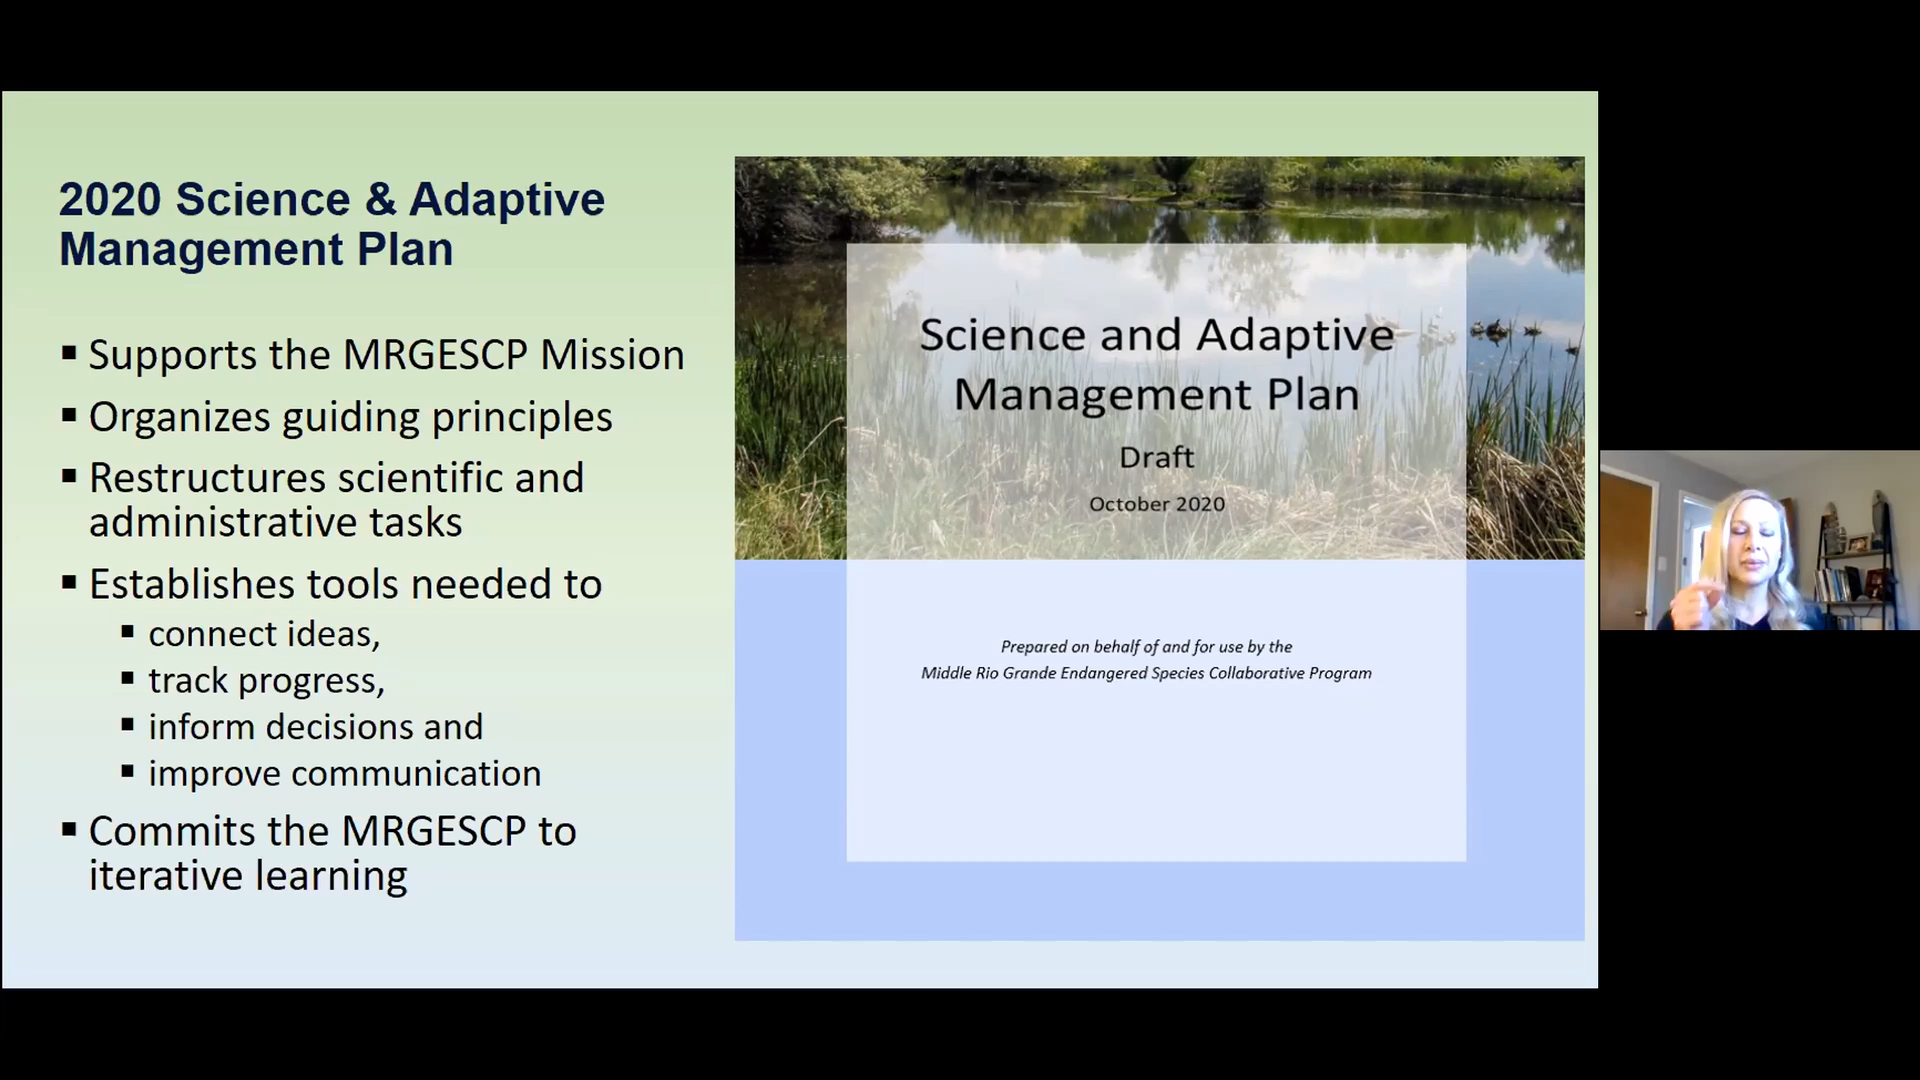 2020 Science & Adaptive
Management Plan
▪ Supports the MRGESCP Mission
▪ Organizes guiding principles
▪ Restructures scientific and
administrative tasks
▪ Establishes tools needed to
▪ connect ideas,
▪ track progress,
▪ inform decisions and
▪ improve communication
▪ Commits the MRGESCP to
iterative learning
Science and Adaptive
Management Plan
Draft
October 2020
Prepared on behalf of and for use by the
Middle Rio Grande Endangered Species Collaborative Program